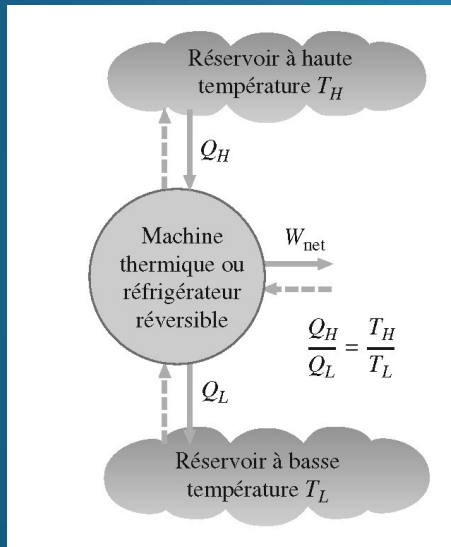 Réservoir à haute
température T_H
Q_H
Machine
thermique ou
réfrigérateur
réversible
W_net
Q_H / Q_L = T_H / T_L
Q_L
Réservoir à basse
température T_L